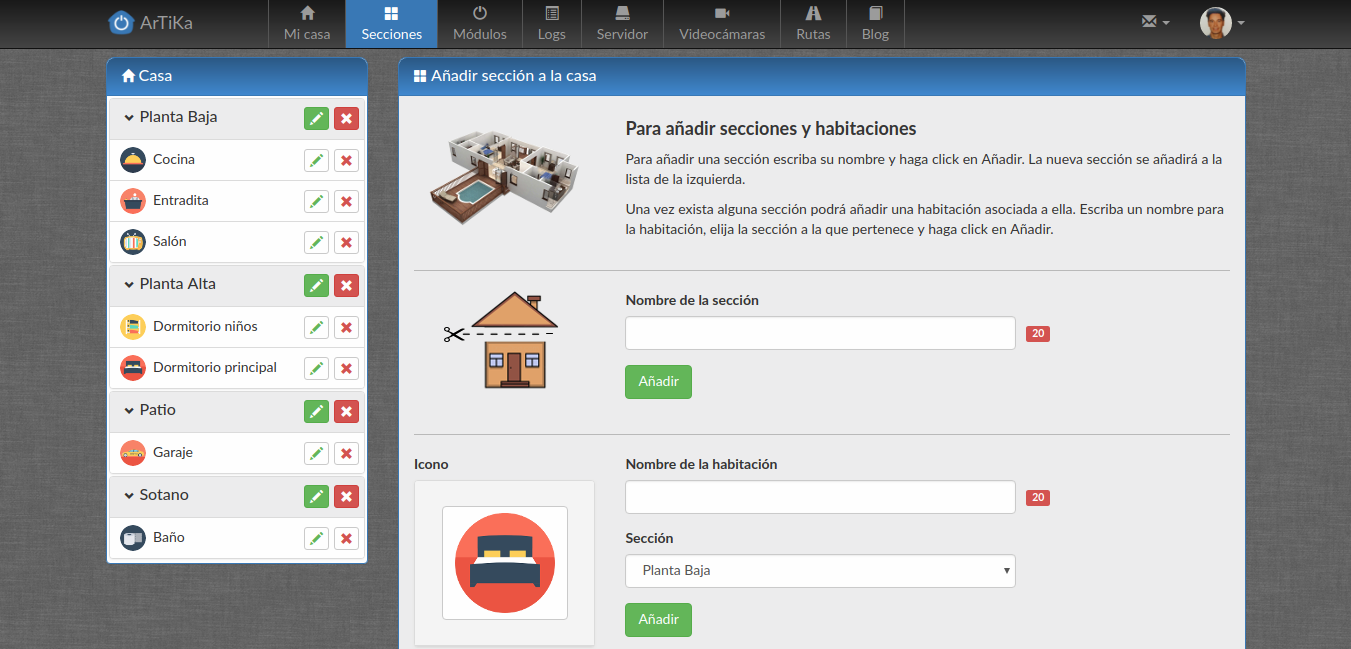 ArTiKa
Mi casa
Secciones
Módulos
Logs
Servidor
Videocámaras
Rutas
Blog
Casa
Planta Baja
Cocina
Entradita
Salón
Planta Alta
Dormitorio niños
Dormitorio principal
Patio
Garaje
Sotano
Baño
Añadir sección a la casa
Para añadir secciones y habitaciones
Para añadir una sección escriba su nombre y haga click en Añadir. La nueva sección se añadirá a la
lista de la izquierda.
Una vez exista alguna sección podrá añadir una habitación asociada a ella. Escriba un nombre para
la habitación, elija la sección a la que pertenece y haga click en Añadir.
Nombre de la sección
20
Añadir
Icono
Nombre de la habitación
20
Sección
Planta Baja
Añadir